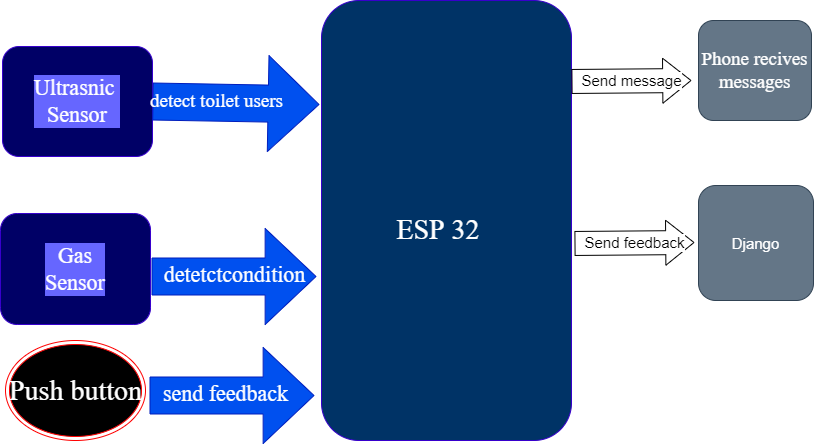 Ultrasnic
Sensor
detect toilet users
Gas
Sensor
detetctcondition
Push button
send feedback
ESP 32
Send message
Phone recives
messages
Send feedback
Django